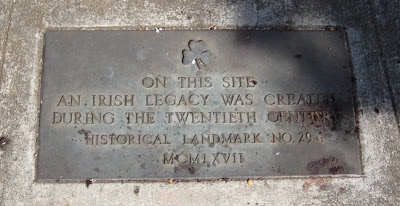 ON THIS SITE
AN IRISH LEGACY WAS CREATED
DURING THE TWENTIETH CENTURY
HISTORICAL LANDMARK NO. 29
MCMLXVII